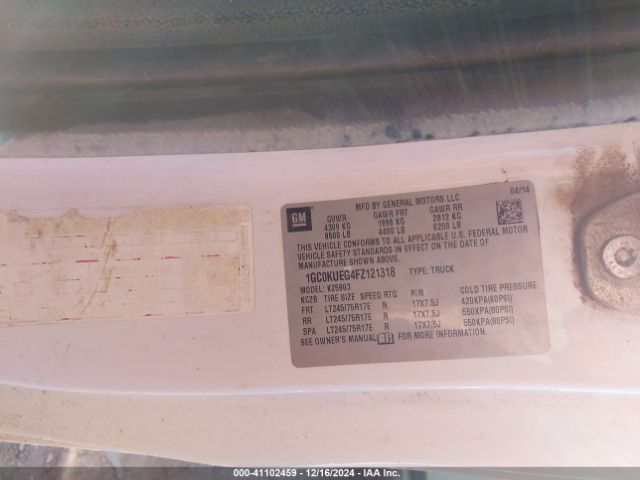 GM
MFD BY GENERAL MOTORS LLC
04/14
GVWR GAWR FRT GAWR RR
4309 KG 1996 KG 2812 KG
9500 LB 4400 LB 6200 LB
THIS VEHICLE CONFORMS TO ALL APPLICABLE U.S. FEDERAL MOTOR
VEHICLE SAFETY STANDARDS IN EFFECT ON THE DATE OF
MANUFACTURE SHOWN ABOVE.
1GC0KUEG4FZ121318 TYPE: TRUCK
MODEL: K25903
KCZB TIRE SIZE SPEED RTG RIM COLD TIRE PRESSURE
FRT LT245/75R17E R 17X7.5J 420KPA(60PSI)
RR LT245/75R17E R 17X7.5J 550KPA(80PSI)
SPA LT245/75R17E R 17X7.5J 550KPA(80PSI)
SEE OWNER'S MANUAL FOR MORE INFORMATION.
000-41102459 - 12/16/2024 - IAAI.COM